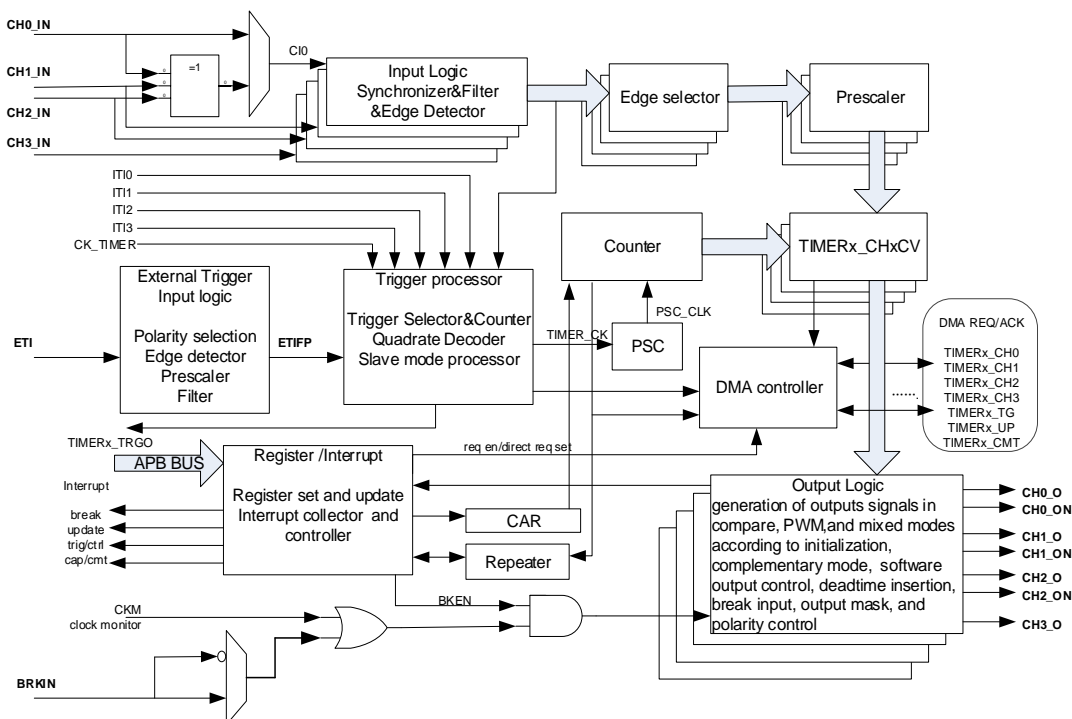 CH0_IN
CH1_IN
CH2_IN
CH3_IN
=1
CI0
Input Logic
Synchronizer&Filter
&Edge Detector
Edge selector
Prescaler
ITI0
ITI1
ITI2
ITI3
CK_TIMER
Counter
TIMERx_CHxCV
External Trigger
Input logic
Polarity selection
Edge detector
Prescaler
Filter
ETI
ETIFP
Trigger processor
Trigger Selector&Counter
Quadrate Decoder
Slave mode processor
TIMER_CK
PSC_CLK
PSC
DMA controller
DMA REQ/ACK
TIMERx_CH0
TIMERx_CH1
TIMERx_CH2
TIMERx_CH3
TIMERx_TG
TIMERx_UP
TIMERx_CMT
.......
TIMERx_TRGO
APB BUS
Register /Interrupt
Register set and update
Interrupt collector and
controller
req en/direct req set
Interrupt
break
update
trig/ctrl
cap/cmt
CAR
Repeater
Output Logic
generation of outputs signals in
compare, PWM,and mixed modes
according to initialization,
complementary mode, software
output control, deadtime insertion,
break input, output mask, and
polarity control
CH0_O
CH0_ON
CH1_O
CH1_ON
CH2_O
CH2_ON
CH3_O
BKEN
CKM
clock monitor
BRKIN